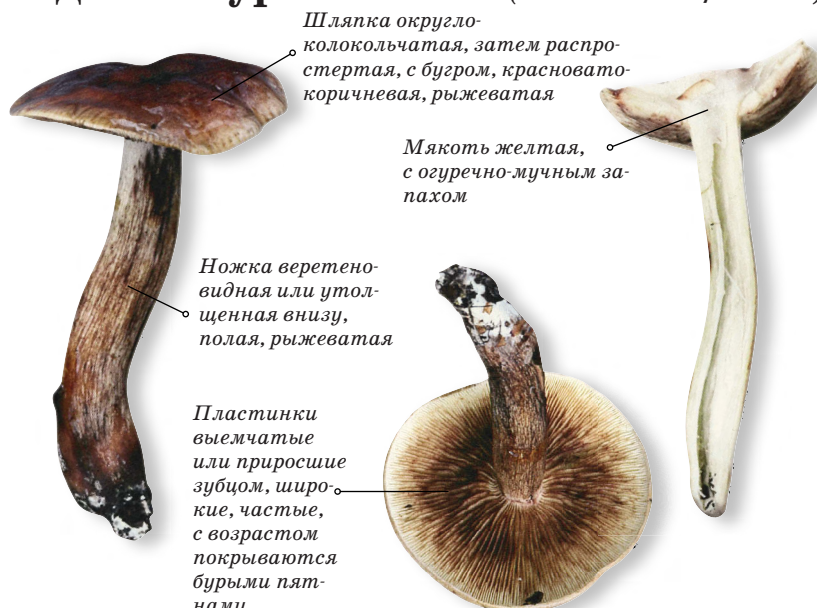 Шляпка округло-
колокольчатая, затем распро-
стертая, с бугром, красновато-
коричневая, рыжеватая
Мякоть желтая,
с огуречно-мучным за-
пахом
Ножка веретено-
видная или утол-
щенная внизу,
полая, рыжеватая
Пластинки
выемчатые
или приросшие
зубцом, широ-
кие, частые,
с возрастом
покрываются
бурыми пят-
нами